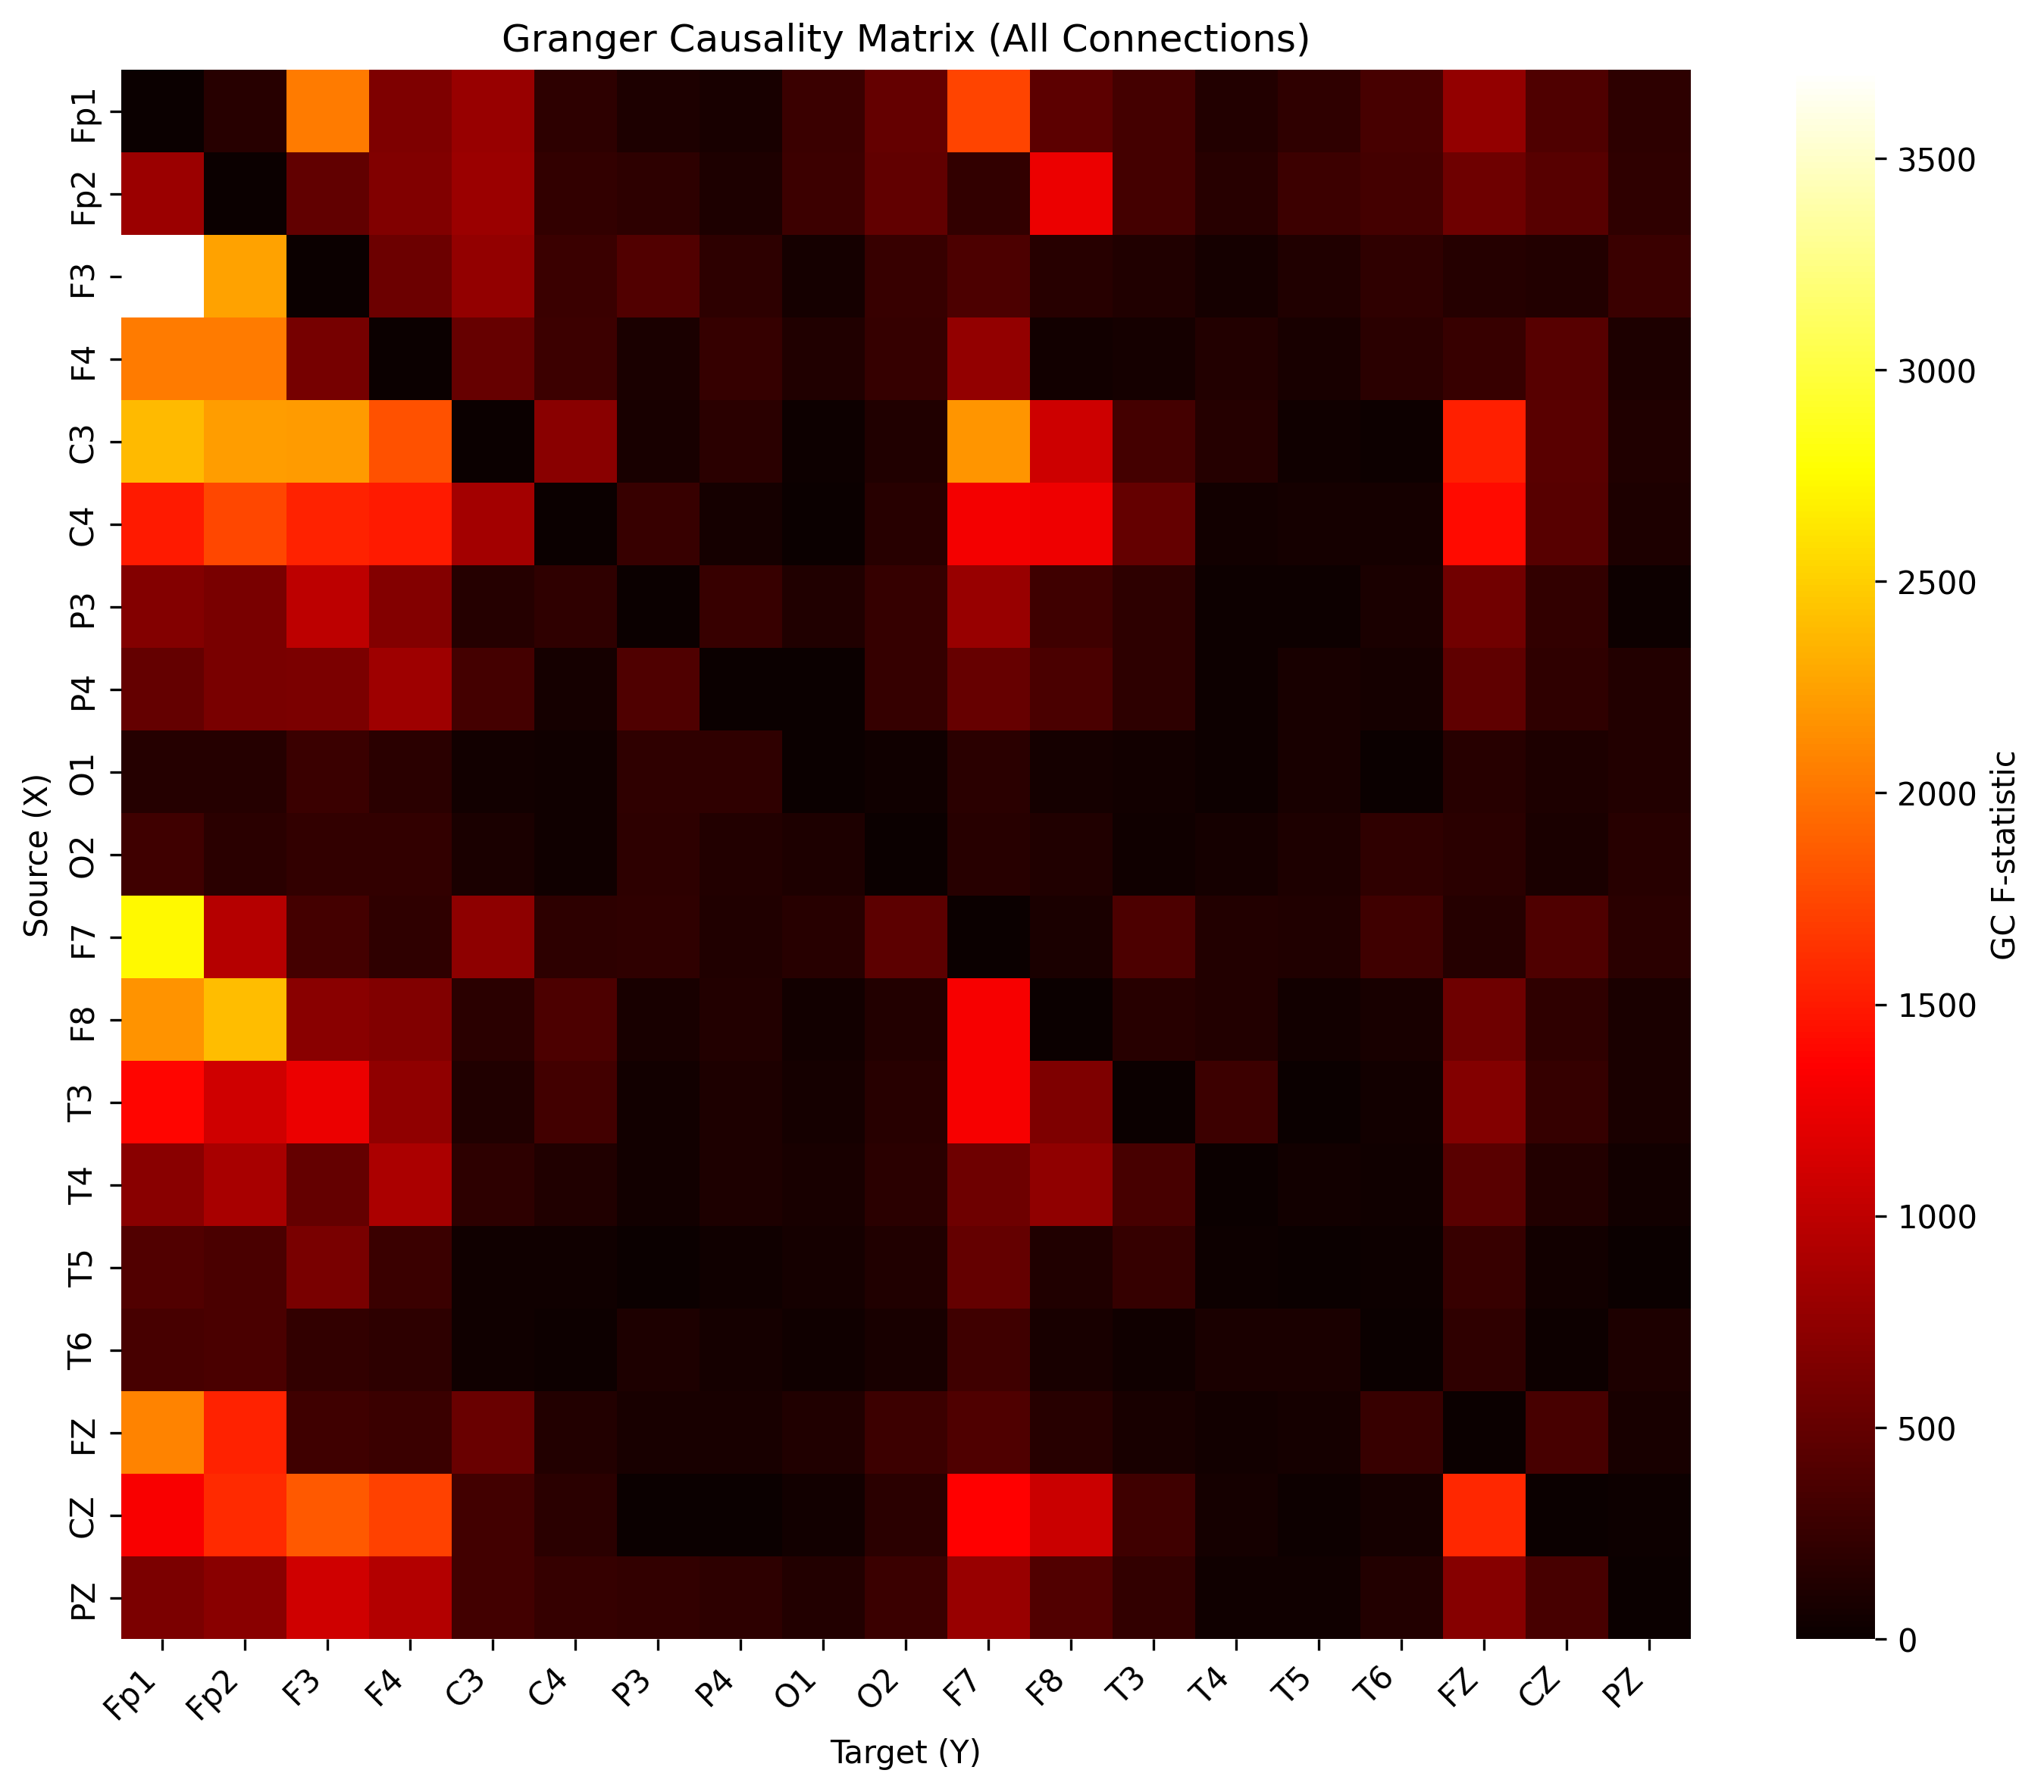 Granger Causality Matrix (All Connections)
Source (X)
Fp1
Fp2
F3
F4
C3
C4
P3
P4
O1
O2
F7
F8
T3
T4
T5
T6
FZ
CZ
PZ
Fp1 Fp2 F3 F4 C3 C4 P3 P4 O1 O2 F7 F8 T3 T4 T5 T6 FZ CZ PZ
Target (Y)
3500
3000
2500
2000
1500
1000
500
0
GC F-statistic